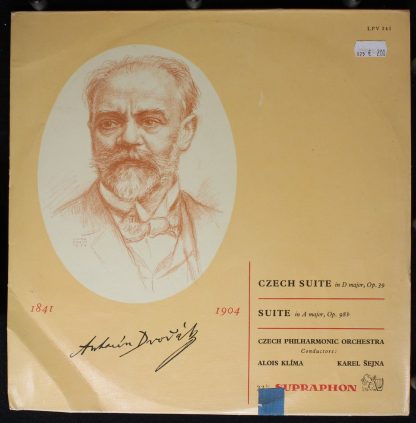 LPV 241
CZECH SUITE in D major, Op. 39
1841
1904
SUITE in A major, Op. 98b
Antonín Dvořák
CZECH PHILHARMONIC ORCHESTRA
Conductors:
ALOIS KLÍMA KAREL ŠEJNA
SUPRAPHON